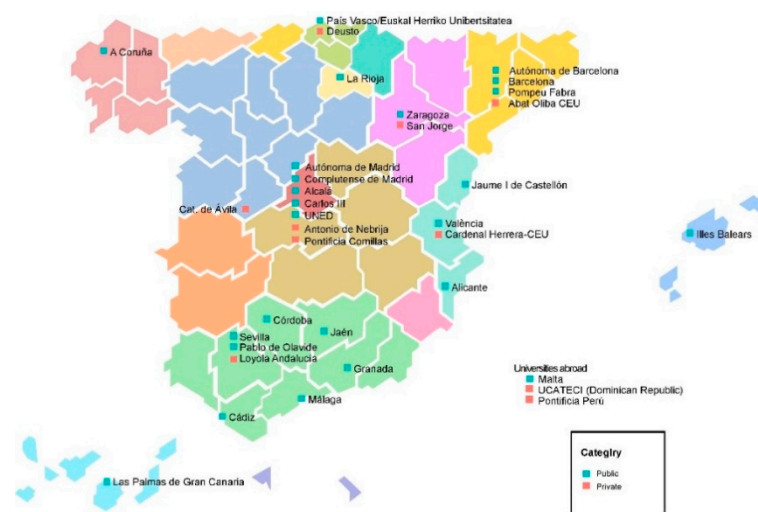 País Vasco/Euskal Herriko Unibertsitatea
Deusto
A Coruña
La Rioja
Autònoma de Barcelona
Barcelona
Pompeu Fabra
Abat Oliba CEU
Zaragoza
San Jorge
Autónoma de Madrid
Complutense de Madrid
Alcalá
Carlos III
UNED
Antonio de Nebrija
Pontificia Comillas
Cat. de Ávila
Jaume I de Castellón
València
Cardenal Herrera-CEU
Illes Balears
Alicante
Córdoba
Jaén
Sevilla
Pablo de Olavide
Loyola Andalucía
Granada
Málaga
Cádiz
Universities abroad
Malta
UCATECI (Dominican Republic)
Pontificia Perú
Las Palmas de Gran Canaria
Categlry
Public
Private